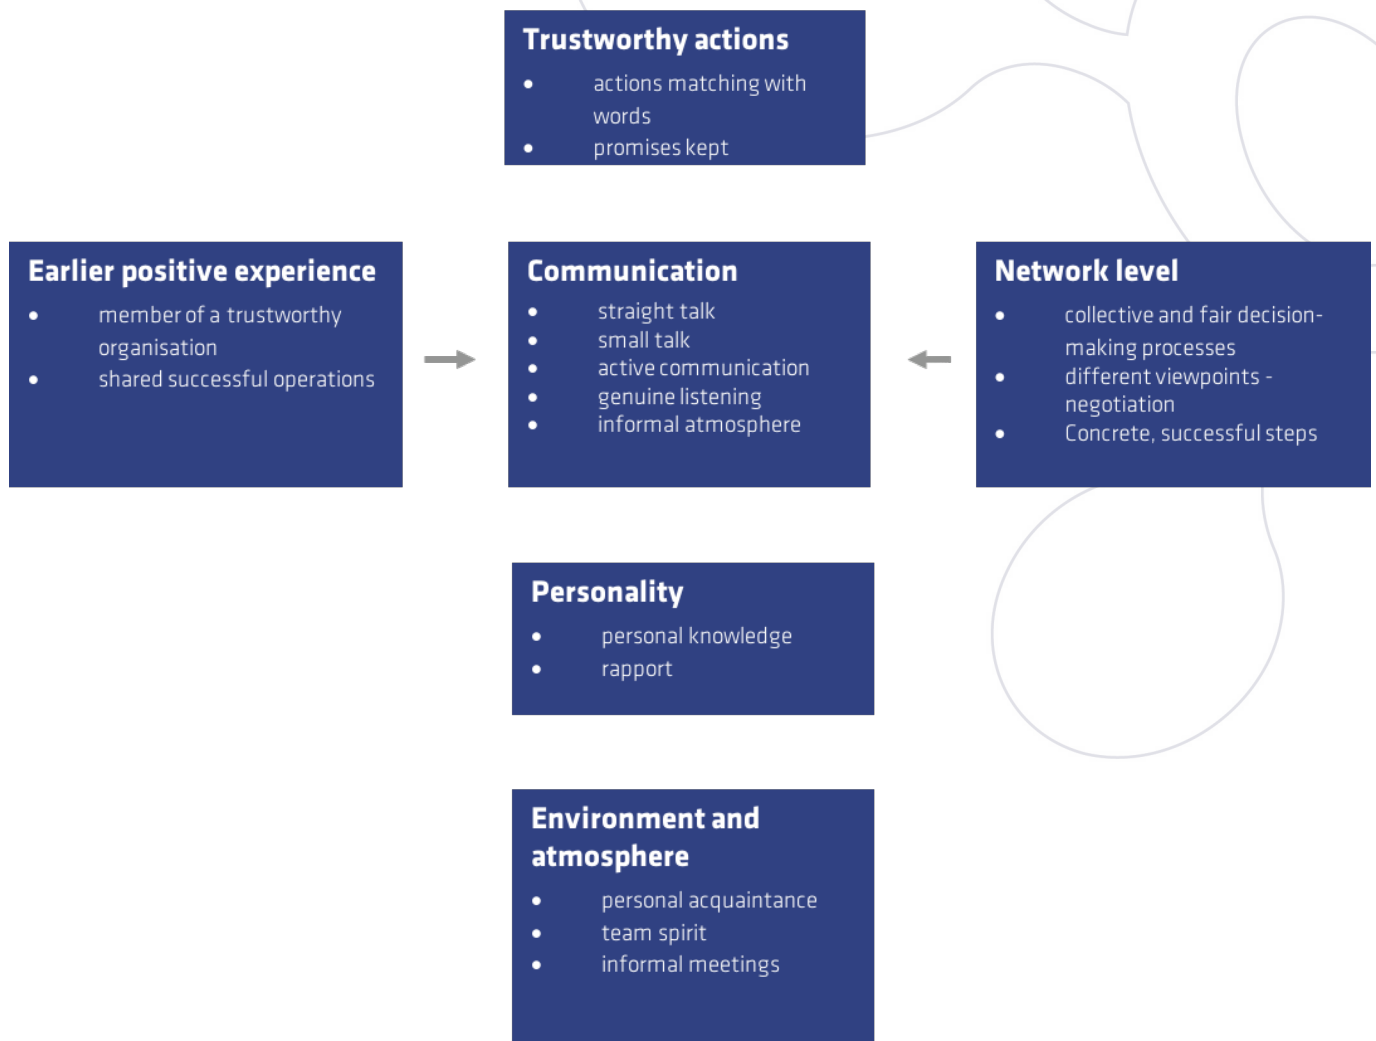 Trustworthy actions
• actions matching with
words
• promises kept
Earlier positive experience
• member of a trustworthy
organisation
• shared successful operations
Communication
• straight talk
• small talk
• active communication
• genuine listening
• informal atmosphere
Network level
• collective and fair decision-
making processes
• different viewpoints -
negotiation
• Concrete, successful steps
Personality
• personal knowledge
• rapport
Environment and
atmosphere
• personal acquaintance
• team spirit
• informal meetings